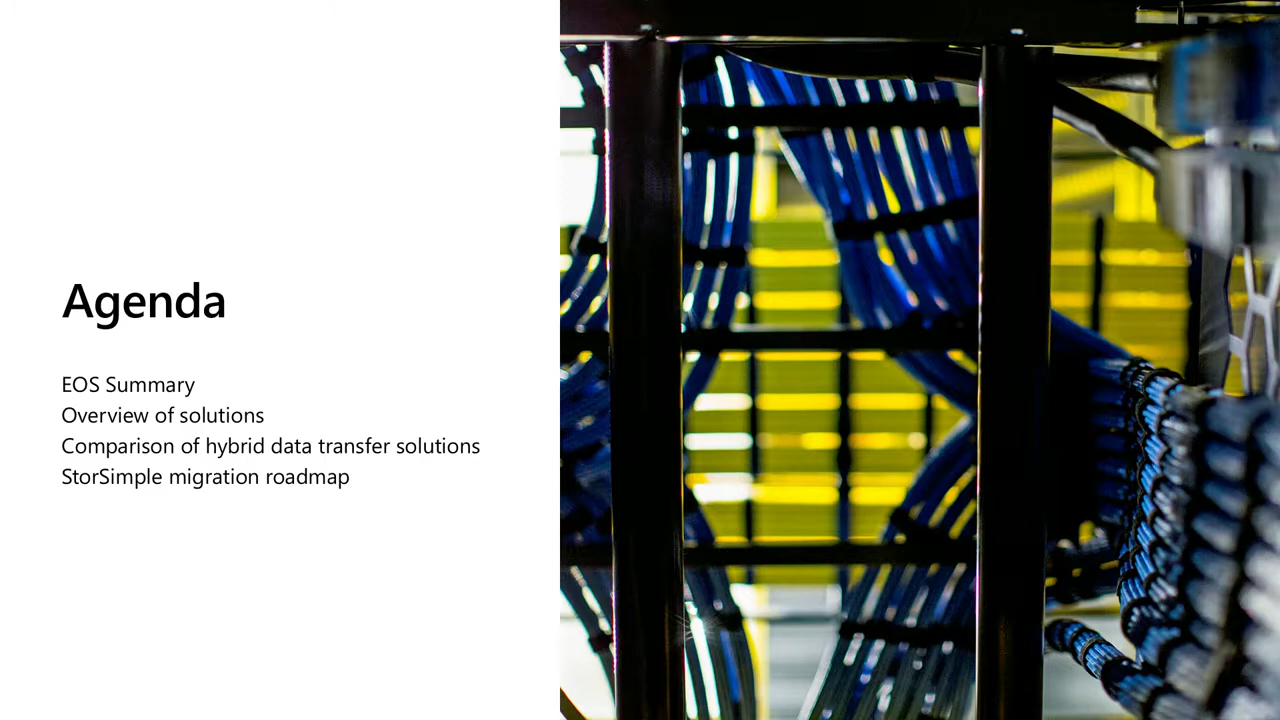 Agenda
EOS Summary
Overview of solutions
Comparison of hybrid data transfer solutions
StorSimple migration roadmap